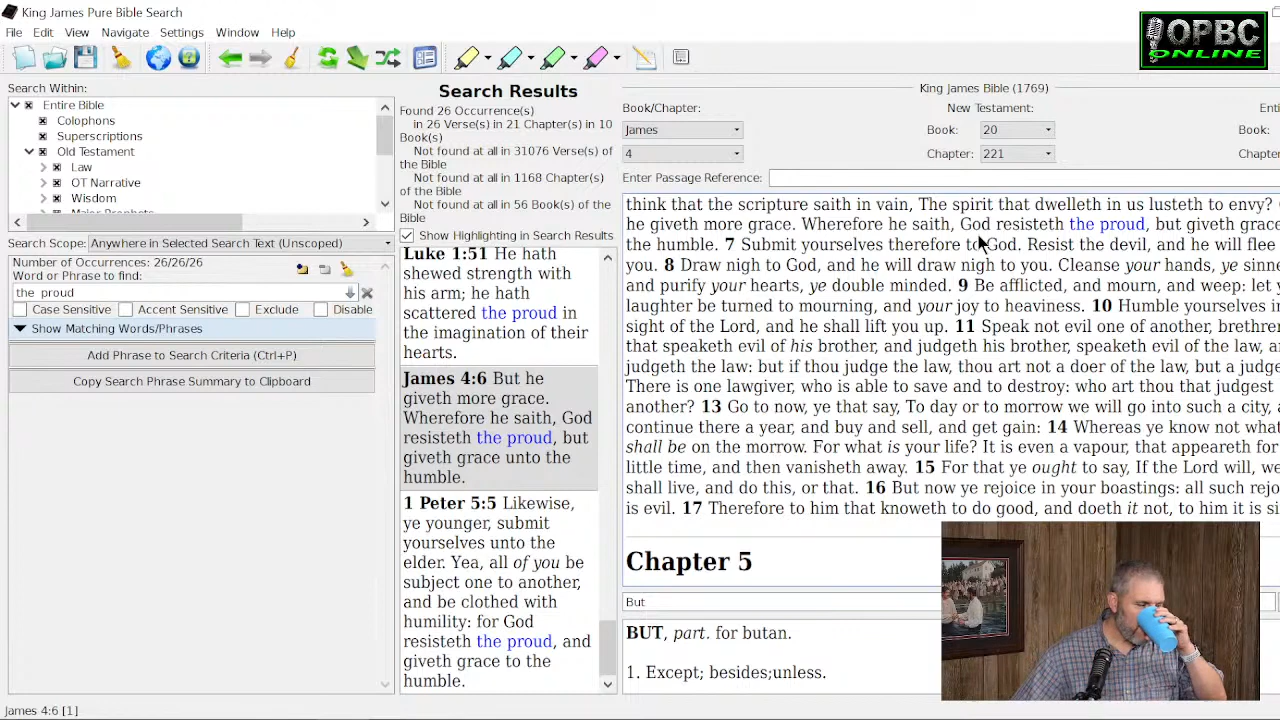 King James Pure Bible Search
File Edit View Navigate Settings Window Help
OPBC
ONLINE
Search Within:
Entire Bible
Colophons
Superscriptions
Old Testament
Law
OT Narrative
Wisdom
Major Prophets
Search Scope: Anywhere in Selected Search Text (Unscoped)
Number of Occurrences: 26/26/26
Word or Phrase to find:
the proud
Case Sensitive Accent Sensitive Exclude Disable
Show Matching Words/Phrases
Add Phrase to Search Criteria (Ctrl+P)
Copy Search Phrase Summary to Clipboard
Search Results
Found 26 Occurrence(s)
in 26 Verse(s) in 21 Chapter(s) in 10
Book(s)
Not found at all in 31076 Verse(s) of
the Bible
Not found at all in 1168 Chapter(s)
of the Bible
Not found at all in 56 Book(s) of the
Bible
Show Highlighting in Search Results
Luke 1:51 He hath
shewed strength with
his arm; he hath
scattered the proud in
the imagination of their
hearts.
James 4:6 But he
giveth more grace.
Wherefore he saith, God
resisteth the proud, but
giveth grace unto the
humble.
1 Peter 5:5 Likewise,
ye younger, submit
yourselves unto the
elder. Yea, all of you be
subject one to another,
and be clothed with
humility: for God
resisteth the proud, and
giveth grace to the
humble.
King James Bible (1769)
Book/Chapter: New Testament: Enti
James Book: 20 Book:
4 Chapter: 221 Chapter
Enter Passage Reference:
think that the scripture saith in vain, The spirit that dwelleth in us lusteth to envy?
he giveth more grace. Wherefore he saith, God resisteth the proud, but giveth grace
the humble. 7 Submit yourselves therefore to God. Resist the devil, and he will flee
you. 8 Draw nigh to God, and he will draw nigh to you. Cleanse your hands, ye sinne
and purify your hearts, ye double minded. 9 Be afflicted, and mourn, and weep: let y
laughter be turned to mourning, and your joy to heaviness. 10 Humble yourselves i
sight of the Lord, and he shall lift you up. 11 Speak not evil one of another, brethre
that speaketh evil of his brother, and judgeth his brother, speaketh evil of the law, a
judgeth the law: but if thou judge the law, thou art not a doer of the law, but a judg
There is one lawgiver, who is able to save and to destroy: who art thou that judgest
another? 13 Go to now, ye that say, To day or to morrow we will go into such a city, a
continue there a year, and buy and sell, and get gain: 14 Whereas ye know not what
shall be on the morrow. For what is your life? It is even a vapour, that appeareth for
little time, and then vanisheth away. 15 For that ye ought to say, If the Lord will, we
shall live, and do this, or that. 16 But now ye rejoice in your boastings: all such rejo
is evil. 17 Therefore to him that knoweth to do good, and doeth it not, to him it is si
Chapter 5
But
BUT, part. for butan.
1. Except; besides;unless.
James 4:6 [1]